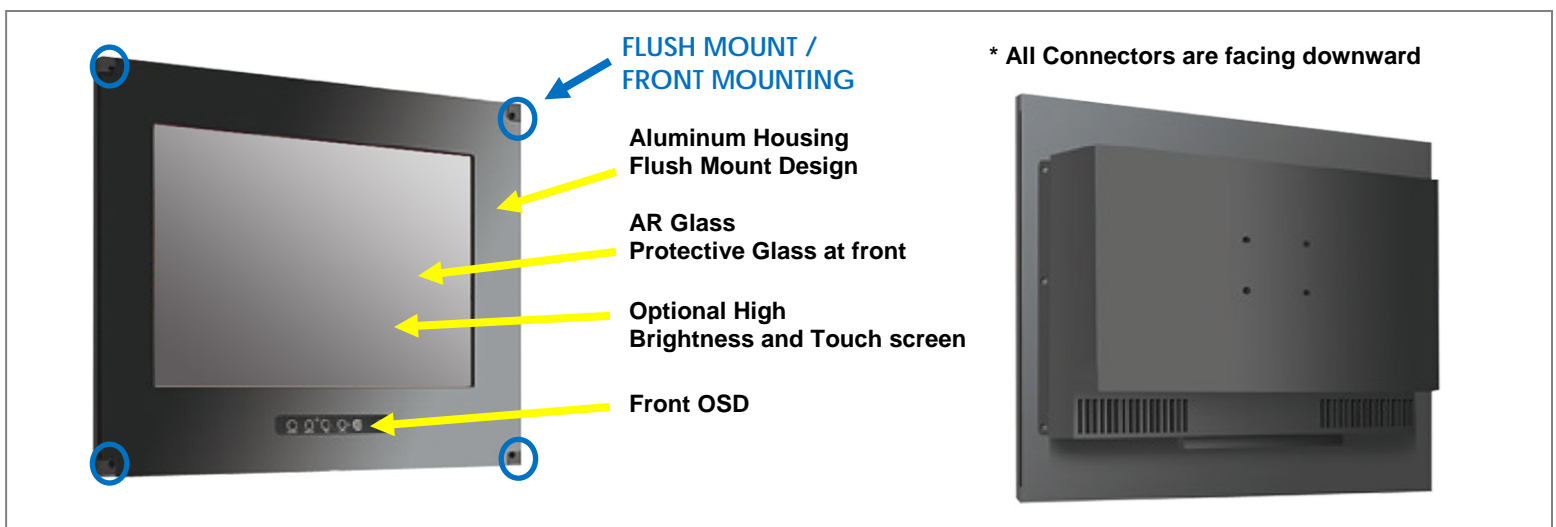 FLUSH MOUNT /
FRONT MOUNTING
* All Connectors are facing downward
Aluminum Housing
Flush Mount Design
AR Glass
Protective Glass at front
Optional High
Brightness and Touch screen
Front OSD